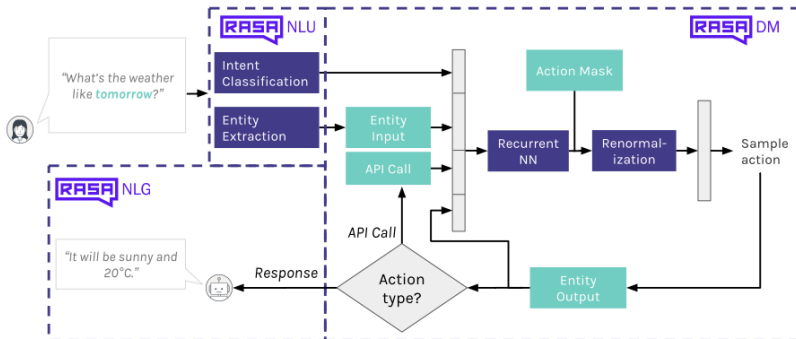 RASA NLU
RASA DM
"What's the weather
like tomorrow?"
Intent
Classification
Entity
Extraction
Entity
Input
API Call
Action Mask
Recurrent
NN
Renormal-
ization
Sample
action
RASA NLG
"It will be sunny and
20°C."
Response
API Call
Action
type?
Entity
Output